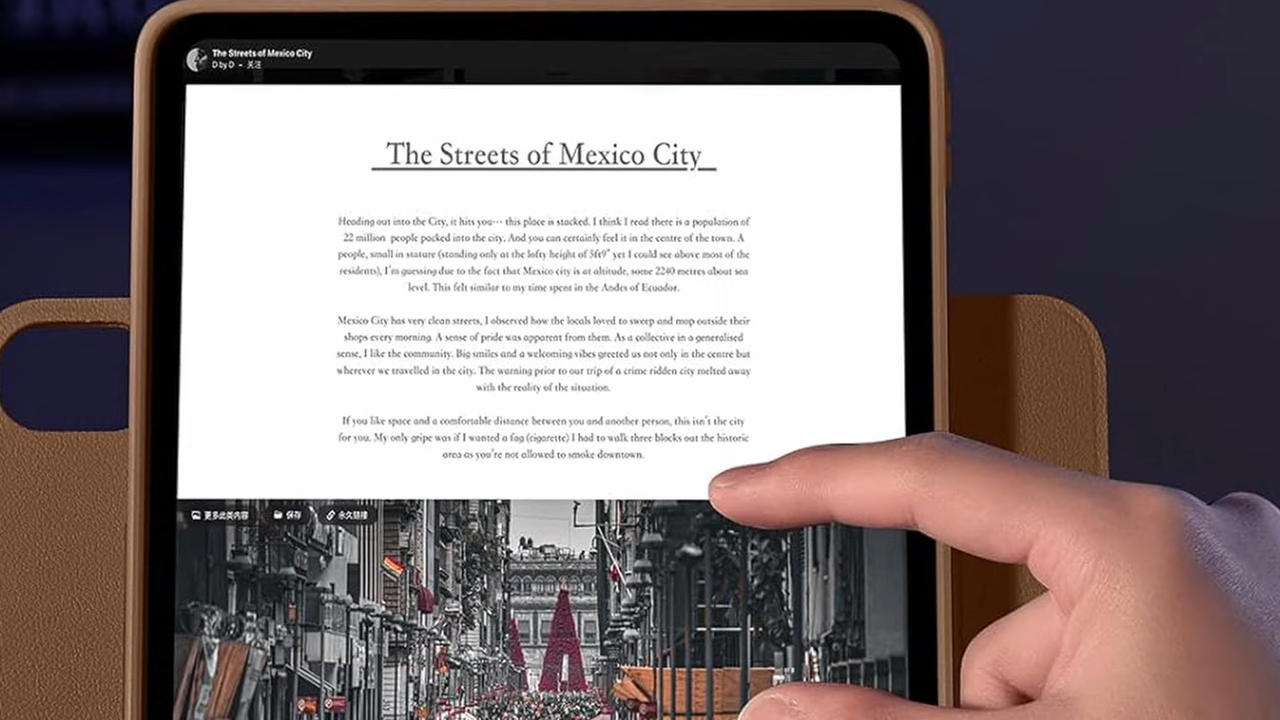 The Streets of Mexico City
D by D • 关注
The Streets of Mexico City
Heading out into the City, it hits you··· this place is stacked. I think I read there is a population of
22 million people packed into the city. And you can certainly feel it in the centre of the town. A
people, small in stature (standing only at the lofty height of 5ft9" yet I could see above most of the
residents), I'm guessing due to the fact that Mexico city is at altitude, some 2240 metres about sea
level. This felt similar to my time spent in the Andes of Ecuador.
Mexico City has very clean streets, I observed how the locals loved to sweep and mop outside their
shops every morning. A sense of pride was apparent from them. As a collective in a generalised
sense, I like the community. Big smiles and a welcoming vibes greeted us not only in the centre but
wherever we travelled in the city. The warning prior to our trip of a crime ridden city melted away
with the reality of the situation.
If you like space and a comfortable distance between you and another person, this isn't the city
for you. My only gripe was if I wanted a fag (cigarette) I had to walk three blocks out the historic
area as you're not allowed to smoke downtown.
更多此类内容 保存 永久链接